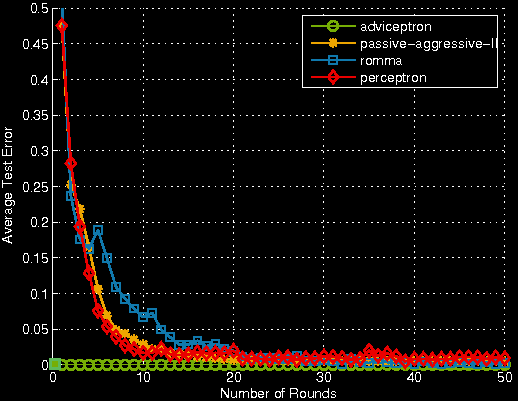 0.5
0.45
0.4
0.35
0.3
0.25
0.2
0.15
0.1
0.05
0
Average Test Error
adviceptron
passive-aggressive-II
romma
perceptron
0 10 20 30 40 50
Number of Rounds